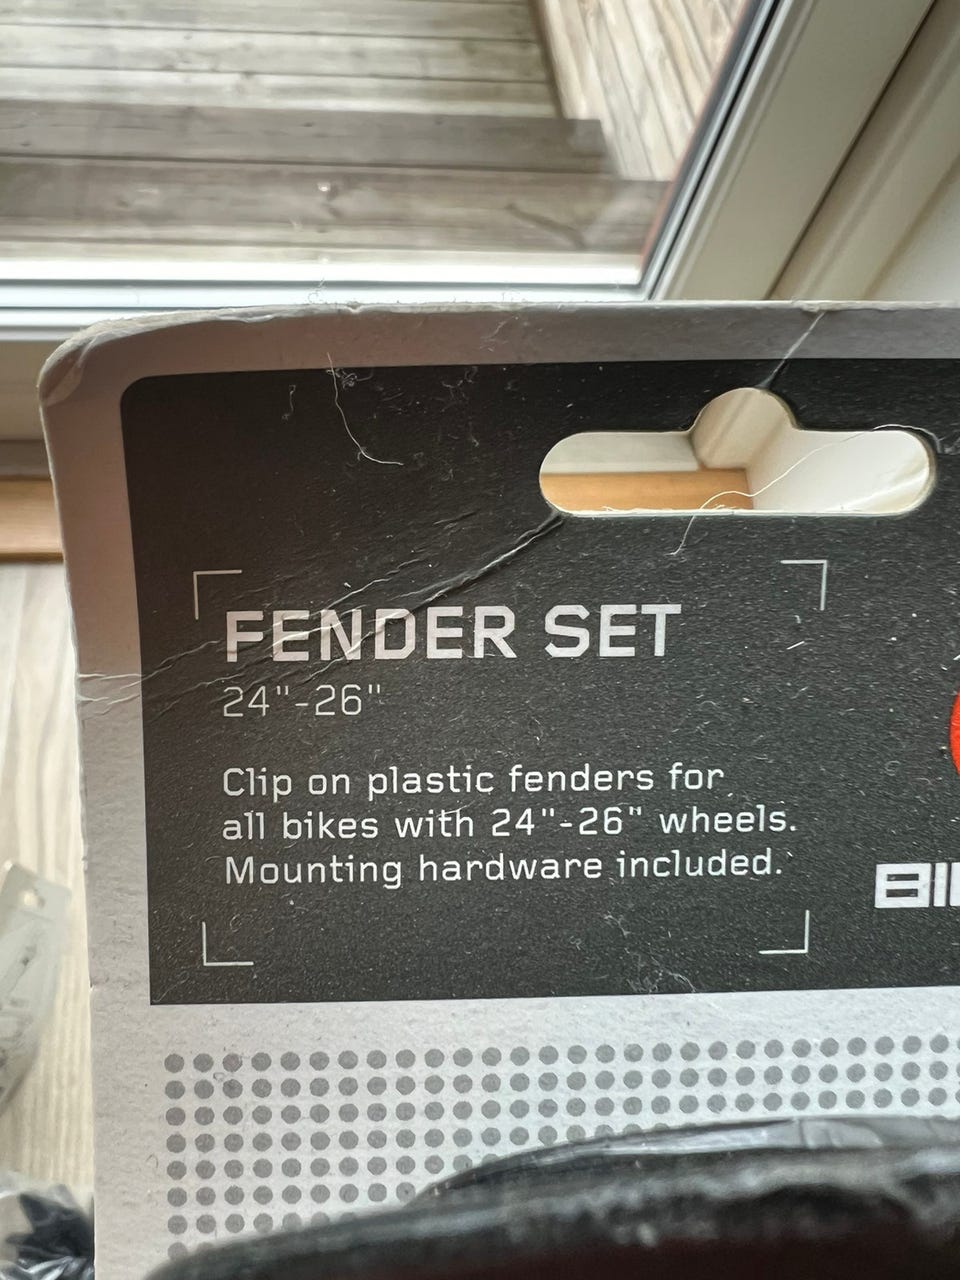 FENDER SET
24"-26"
Clip on plastic fenders for
all bikes with 24"-26" wheels.
Mounting hardware included.